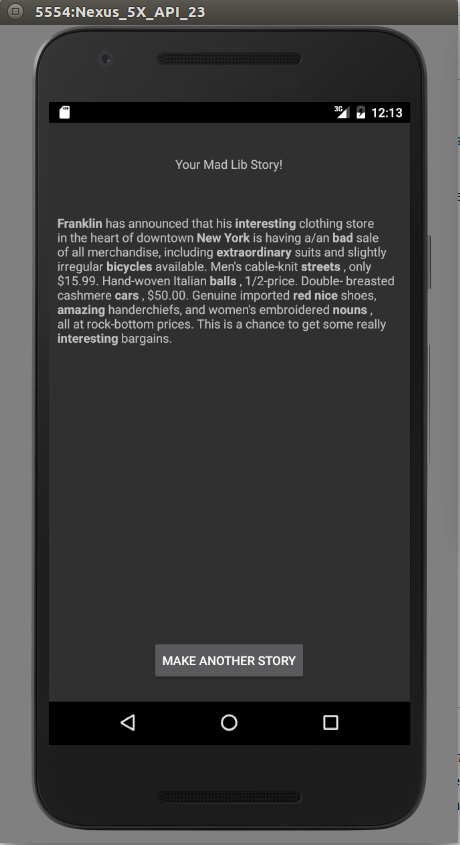 5554:Nexus_5X_API_23
3G 12:13
Your Mad Lib Story!
Franklin has announced that his interesting clothing store
in the heart of downtown New York is having a/an bad sale
of all merchandise, including extraordinary suits and slightly
irregular bicycles available. Men's cable-knit streets , only
$15.99. Hand-woven Italian balls , 1/2-price. Double- breasted
cashmere cars , $50.00. Genuine imported red nice shoes,
amazing handerchiefs, and women's embroidered nouns ,
all at rock-bottom prices. This is a chance to get some really
interesting bargains.
MAKE ANOTHER STORY